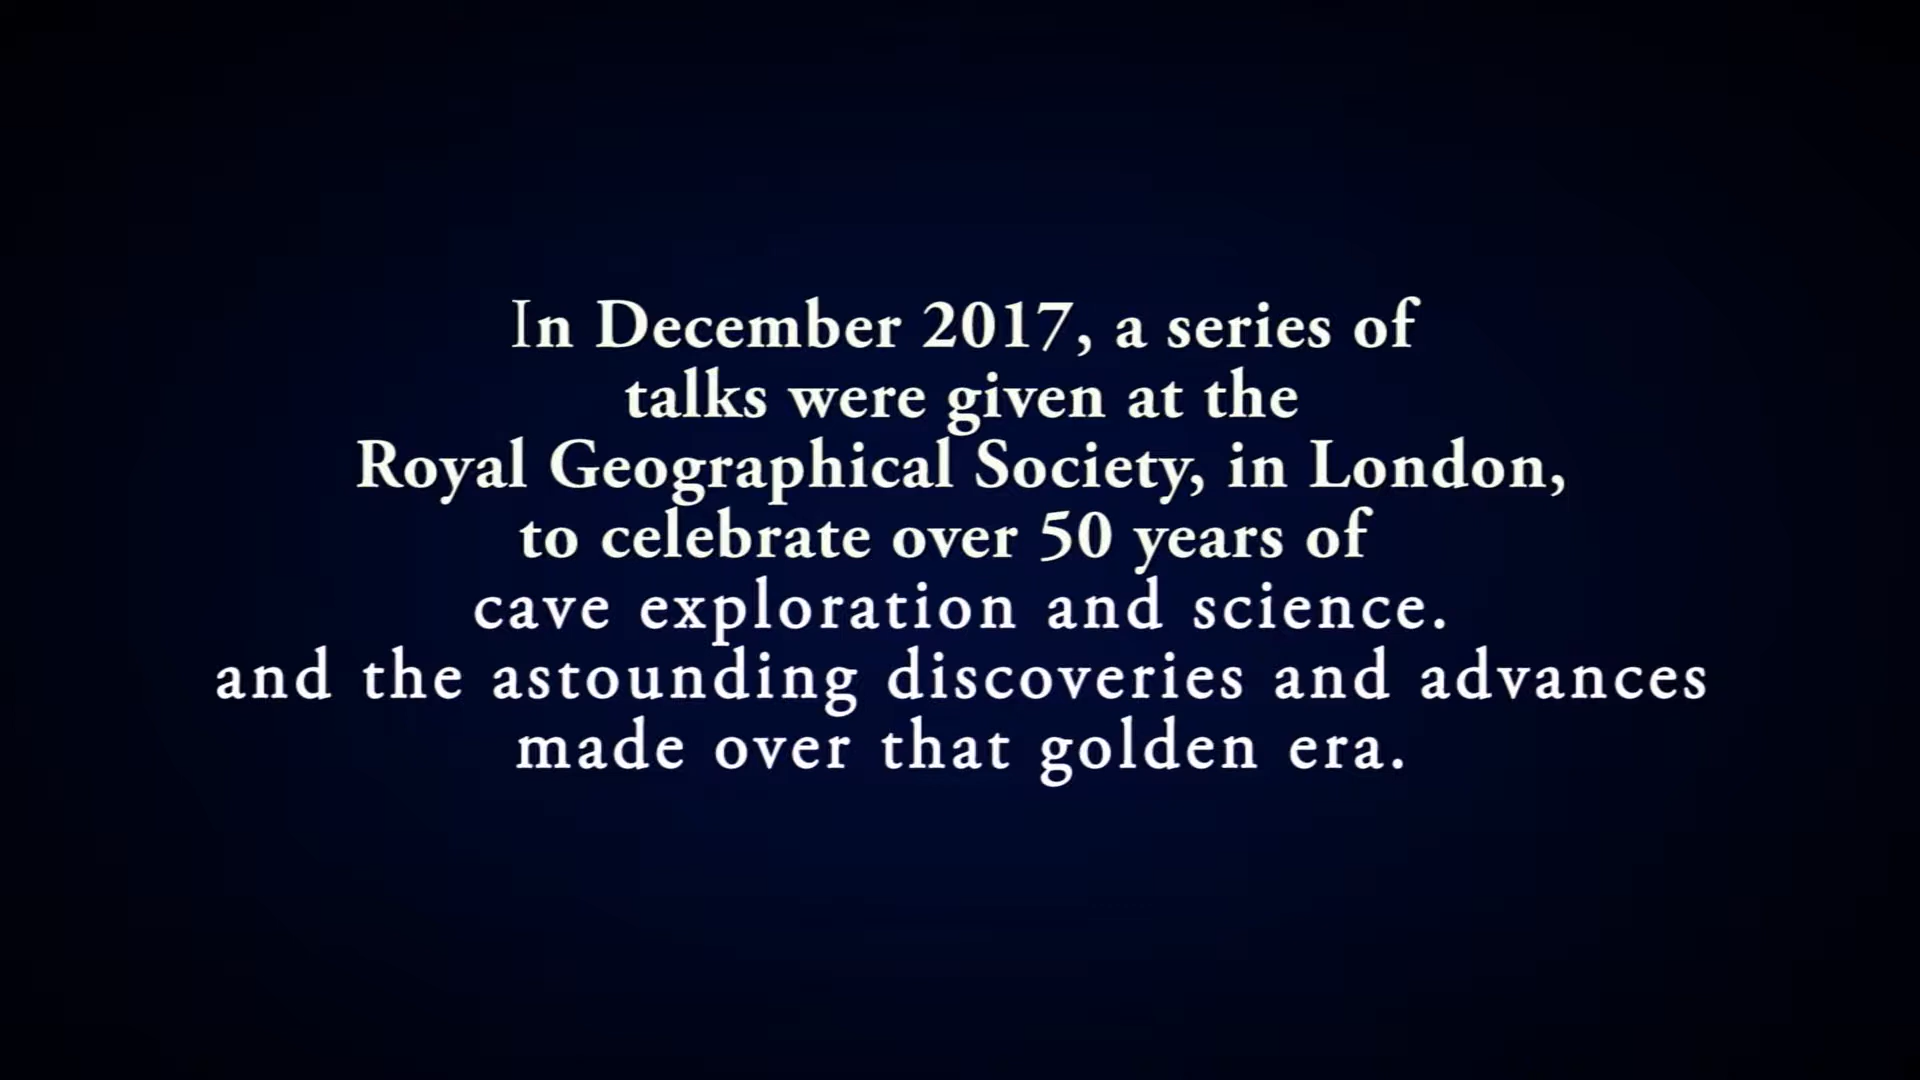 In December 2017, a series of
talks were given at the
Royal Geographical Society, in London,
to celebrate over 50 years of
cave exploration and science.
and the astounding discoveries and advances
made over that golden era.